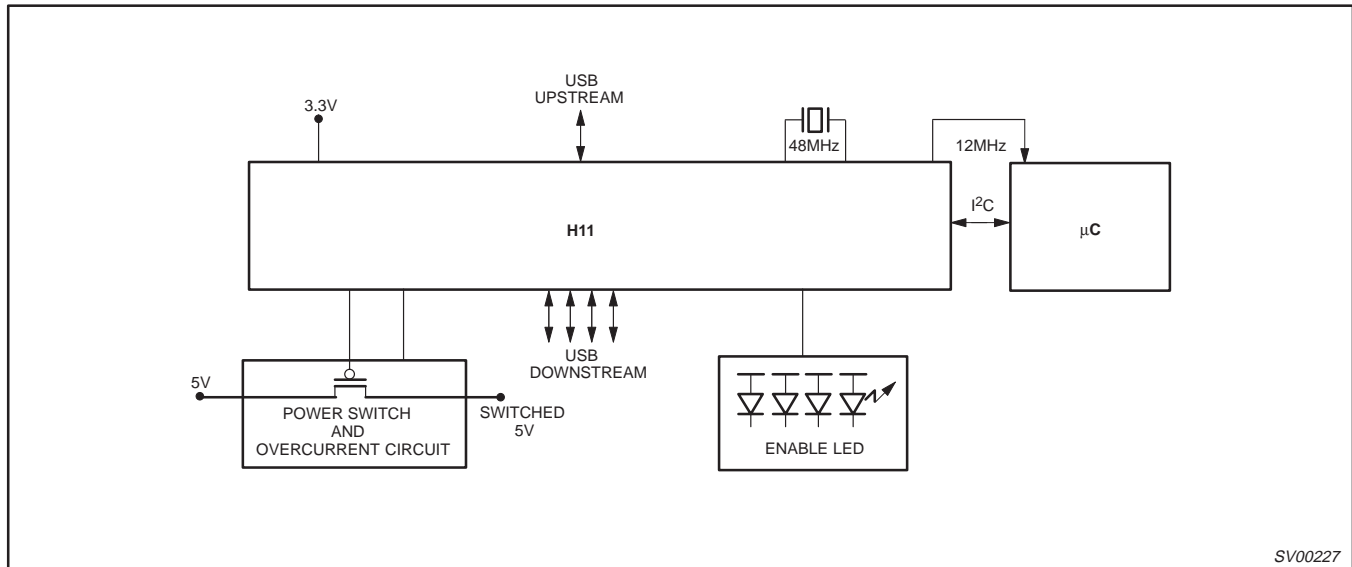 USB
UPSTREAM
3.3V
48MHz
12MHz
H11
I²C
μC
5V
POWER SWITCH
AND
OVERCURRENT CIRCUIT
SWITCHED
5V
USB
DOWNSTREAM
ENABLE LED
SV00227